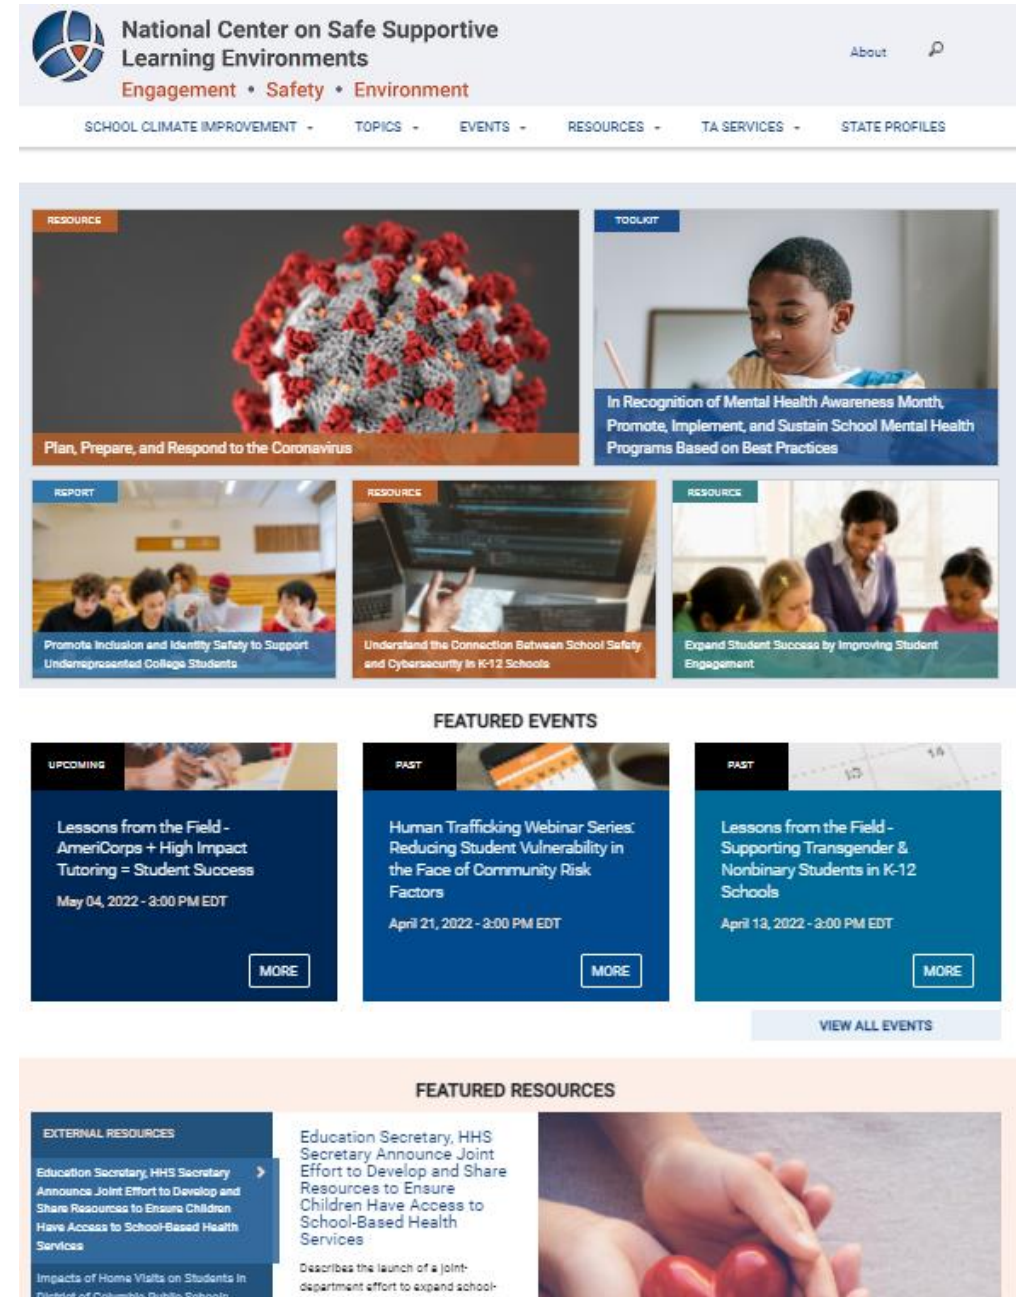 National Center on Safe Supportive
Learning Environments
Engagement • Safety • Environment
About
SCHOOL CLIMATE IMPROVEMENT
TOPICS
EVENTS
RESOURCES
TA SERVICES
STATE PROFILES
RESOURCE
Plan, Prepare, and Respond to the Coronavirus
TOOLKIT
In Recognition of Mental Health Awareness Month,
Promote, Implement, and Sustain School Mental Health
Programs Based on Best Practices
REPORT
Promote Inclusion and Identity Safety to Support
Underrepresented College Students
RESOURCE
Understand the Connection Between School Safety
and Cybersecurity in K-12 Schools
RESOURCE
Expand Student Success by Improving Student
Engagement
FEATURED EVENTS
UPCOMING
Lessons from the Field -
AmeriCorps + High Impact
Tutoring = Student Success
May 04, 2022 - 3:00 PM EDT
MORE
PAST
Human Trafficking Webinar Series:
Reducing Student Vulnerability in
the Face of Community Risk
Factors
April 21, 2022 - 3:00 PM EDT
MORE
PAST
13
14
Lessons from the Field -
Supporting Transgender &
Nonbinary Students in K-12
Schools
April 13, 2022 - 3:00 PM EDT
MORE
VIEW ALL EVENTS
FEATURED RESOURCES
EXTERNAL RESOURCES
Education Secretary, HHS Secretary
Announce Joint Effort to Develop and
Share Resources to Ensure Children
Have Access to School-Based Health
Services
Impacts of Home Visits on Students in
District of Columbia Public Schools
Education Secretary, HHS
Secretary Announce Joint
Effort to Develop and Share
Resources to Ensure
Children Have Access to
School-Based Health
Services
Describes the launch of a joint-
department effort to expand school-